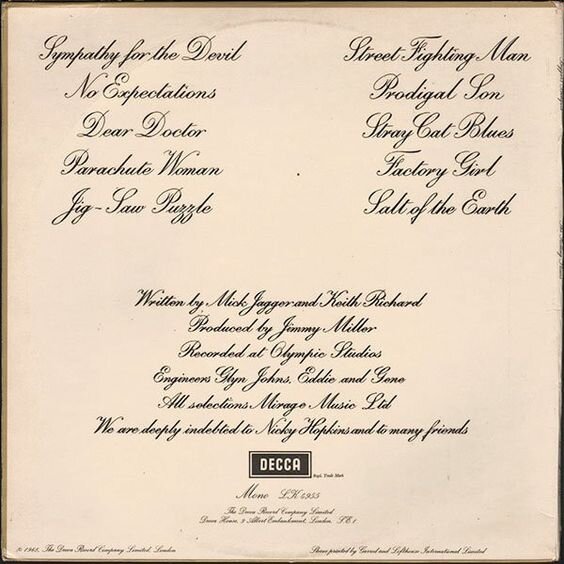 Sympathy for the Devil
No Expectations
Dear Doctor
Parachute Woman
Jig-Saw Puzzle
Street Fighting Man
Prodigal Son
Stray Cat Blues
Factory Girl
Salt of the Earth
Written by Mick Jagger and Keith Richard
Produced by Jimmy Miller
Recorded at Olympic Studios
Engineers Glyn Johns, Eddie and Gene
All selections Mirage Music Ltd
We are deeply indebted to Nicky Hopkins and to many friends
DECCA
Regd. Trade Mark
Mono LK 4955
The Decca Record Company Limited
Decca House, 9 Albert Embankment, London, SE1
© 1968, The Decca Record Company Limited, London
Sleeve printed by Garrod and Lofthouse International Limited